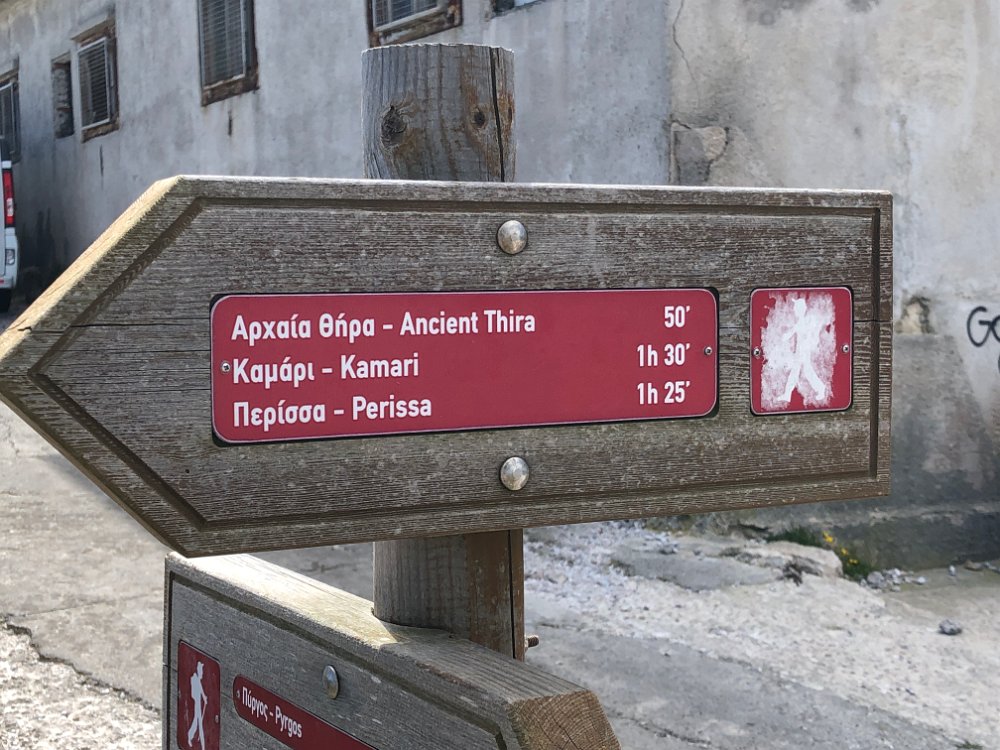 Αρχαία Θήρα - Ancient Thira 50'
Καμάρι - Kamari 1h 30'
Περίσσα - Perissa 1h 25'
Πύργος - Pyrgos